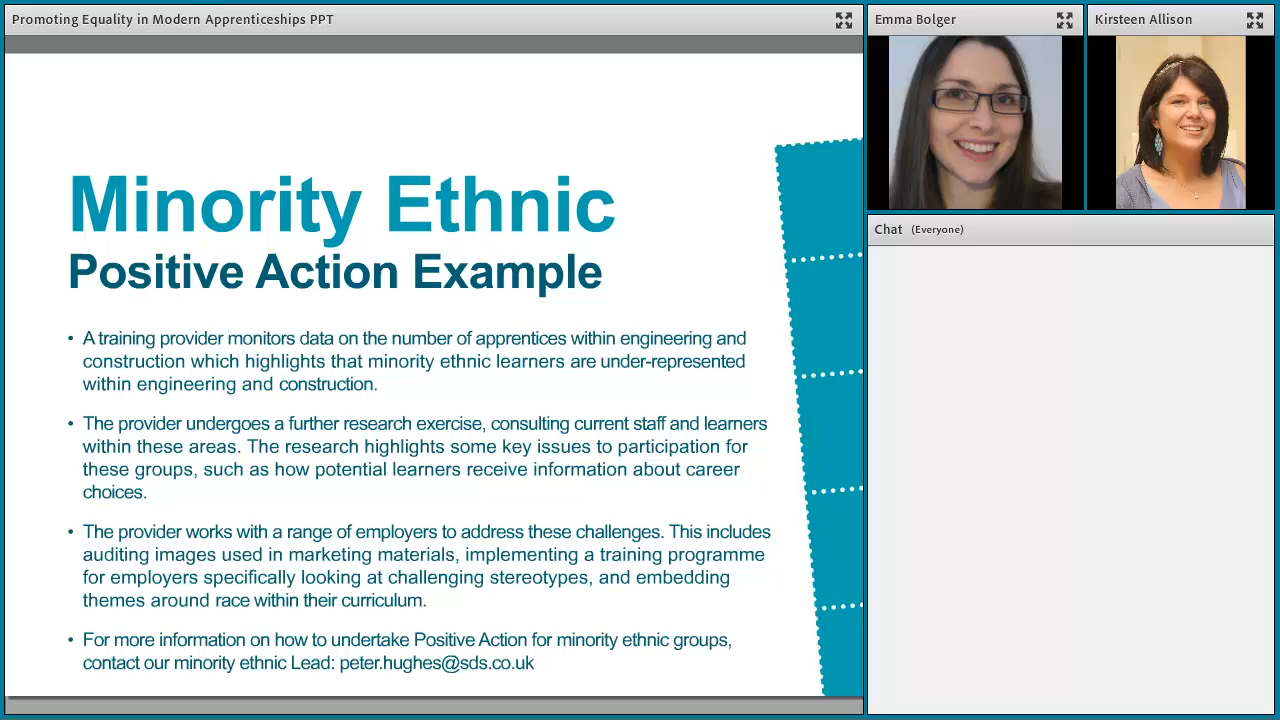 Promoting Equality in Modern Apprenticeships PPT
Emma Bolger
Kirsteen Allison
Chat (Everyone)
Minority Ethnic
Positive Action Example
• A training provider monitors data on the number of apprentices within engineering and
construction which highlights that minority ethnic learners are under-represented
within engineering and construction.
• The provider undergoes a further research exercise, consulting current staff and learners
within these areas. The research highlights some key issues to participation for
these groups, such as how potential learners receive information about career
choices.
• The provider works with a range of employers to address these challenges. This includes
auditing images used in marketing materials, implementing a training programme
for employers specifically looking at challenging stereotypes, and embedding
themes around race within their curriculum.
• For more information on how to undertake Positive Action for minority ethnic groups,
contact our minority ethnic Lead: peter.hughes@sds.co.uk